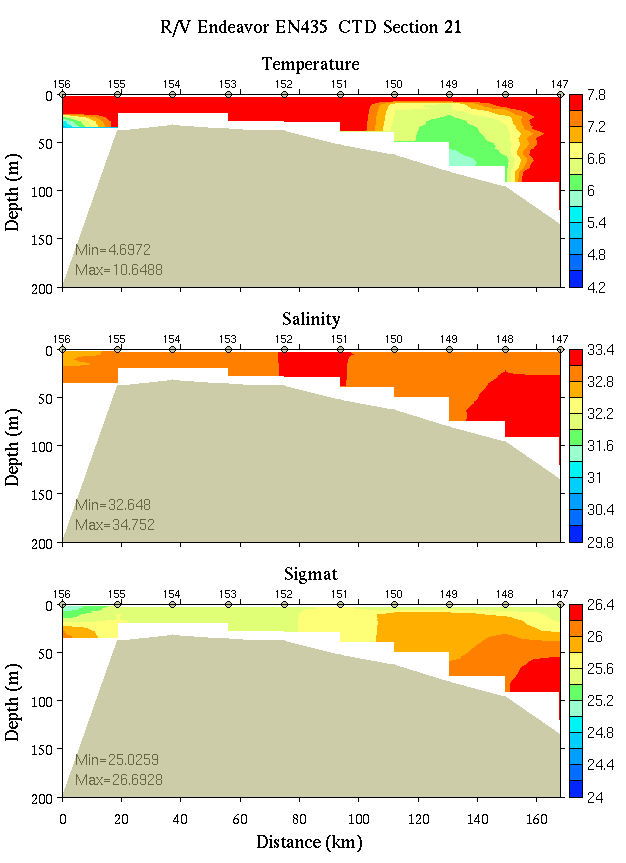 R/V Endeavor EN435 CTD Section 21
Temperature
156 155 154 153 152 151 150 149 148 147
0
50
100
150
200
Depth (m)
Min=4.6972
Max=10.6488
7.8
7.2
6.6
6
5.4
4.8
4.2
Salinity
156 155 154 153 152 151 150 149 148 147
0
50
100
150
200
Depth (m)
Min=32.648
Max=34.752
33.4
32.8
32.2
31.6
31
30.4
29.8
Sigmat
156 155 154 153 152 151 150 149 148 147
0
50
100
150
200
Depth (m)
Min=25.0259
Max=26.6928
26.4
26
25.6
25.2
24.8
24.4
24
0 20 40 60 80 100 120 140 160
Distance (km)